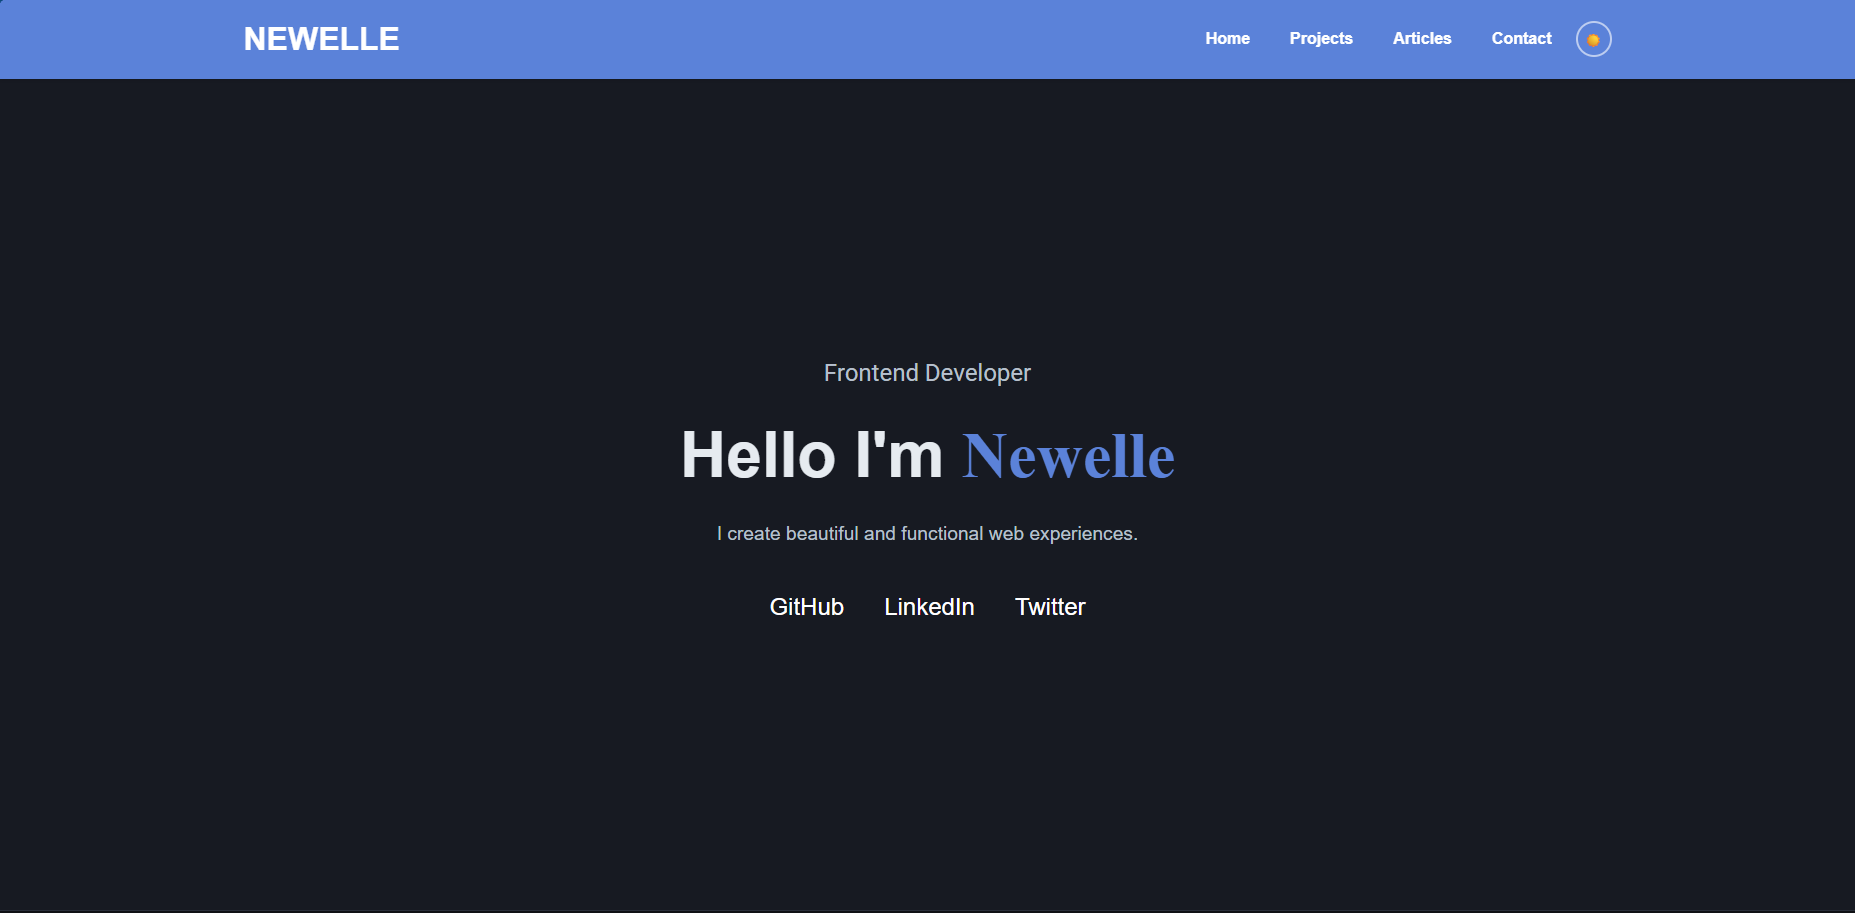 NEWELLE
Home Projects Articles Contact
Frontend Developer
Hello I'm Newelle
I create beautiful and functional web experiences.
GitHub LinkedIn Twitter